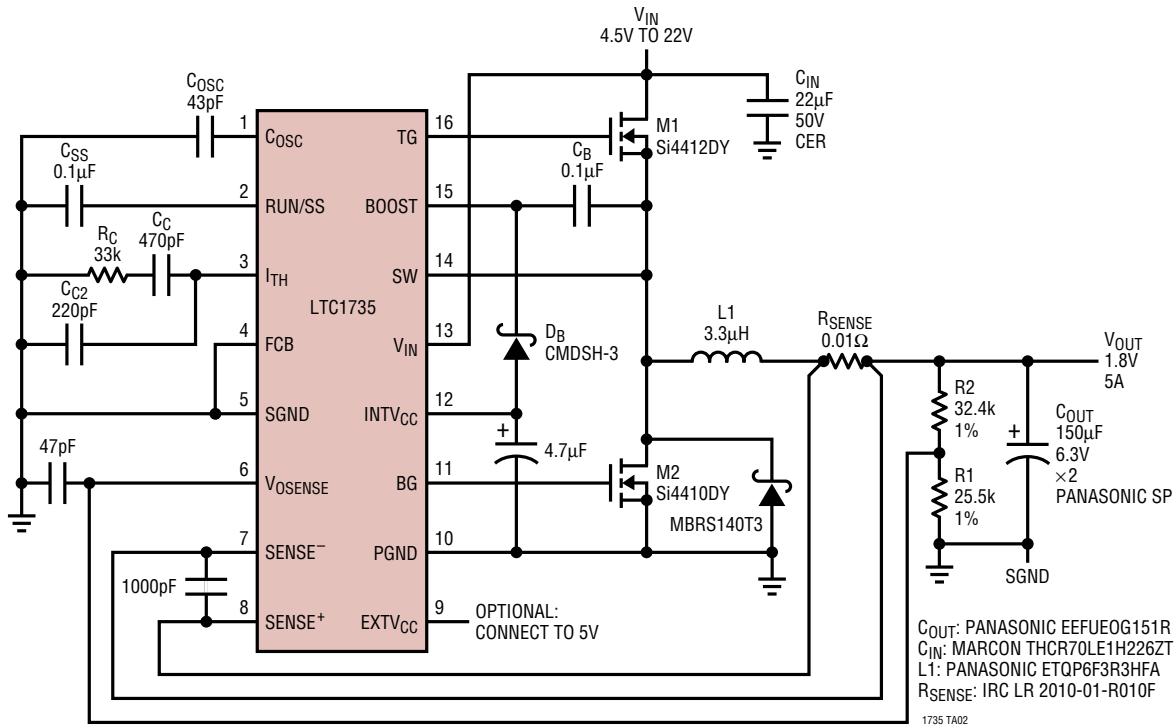 VIN
4.5V TO 22V
COSC
43pF
CIN
22µF
50V
CER
1
COSC
TG
16
M1
Si4412DY
CSS
0.1µF
CB
0.1µF
2
RUN/SS
BOOST
15
RC
33k
CC
470pF
3
ITH
SW
14
CC2
220pF
LTC1735
L1
3.3µH
RSENSE
0.01Ω
VOUT
1.8V
5A
4
FCB
VIN
13
DB
CMDSH-3
5
SGND
INTVCC
12
R2
32.4k
1%
COUT
150µF
6.3V
×2
PANASONIC SP
+
+
4.7µF
47pF
6
VOSENSE
BG
11
M2
Si4410DY
MBRS140T3
R1
25.5k
1%
7
SENSE−
PGND
10
SGND
1000pF
8
SENSE+
EXTVCC
9
OPTIONAL:
CONNECT TO 5V
COUT: PANASONIC EEFUEOG151R
CIN: MARCON THCR70LE1H226ZT
L1: PANASONIC ETQP6F3R3HFA
RSENSE: IRC LR 2010-01-R010F
1735 TA02